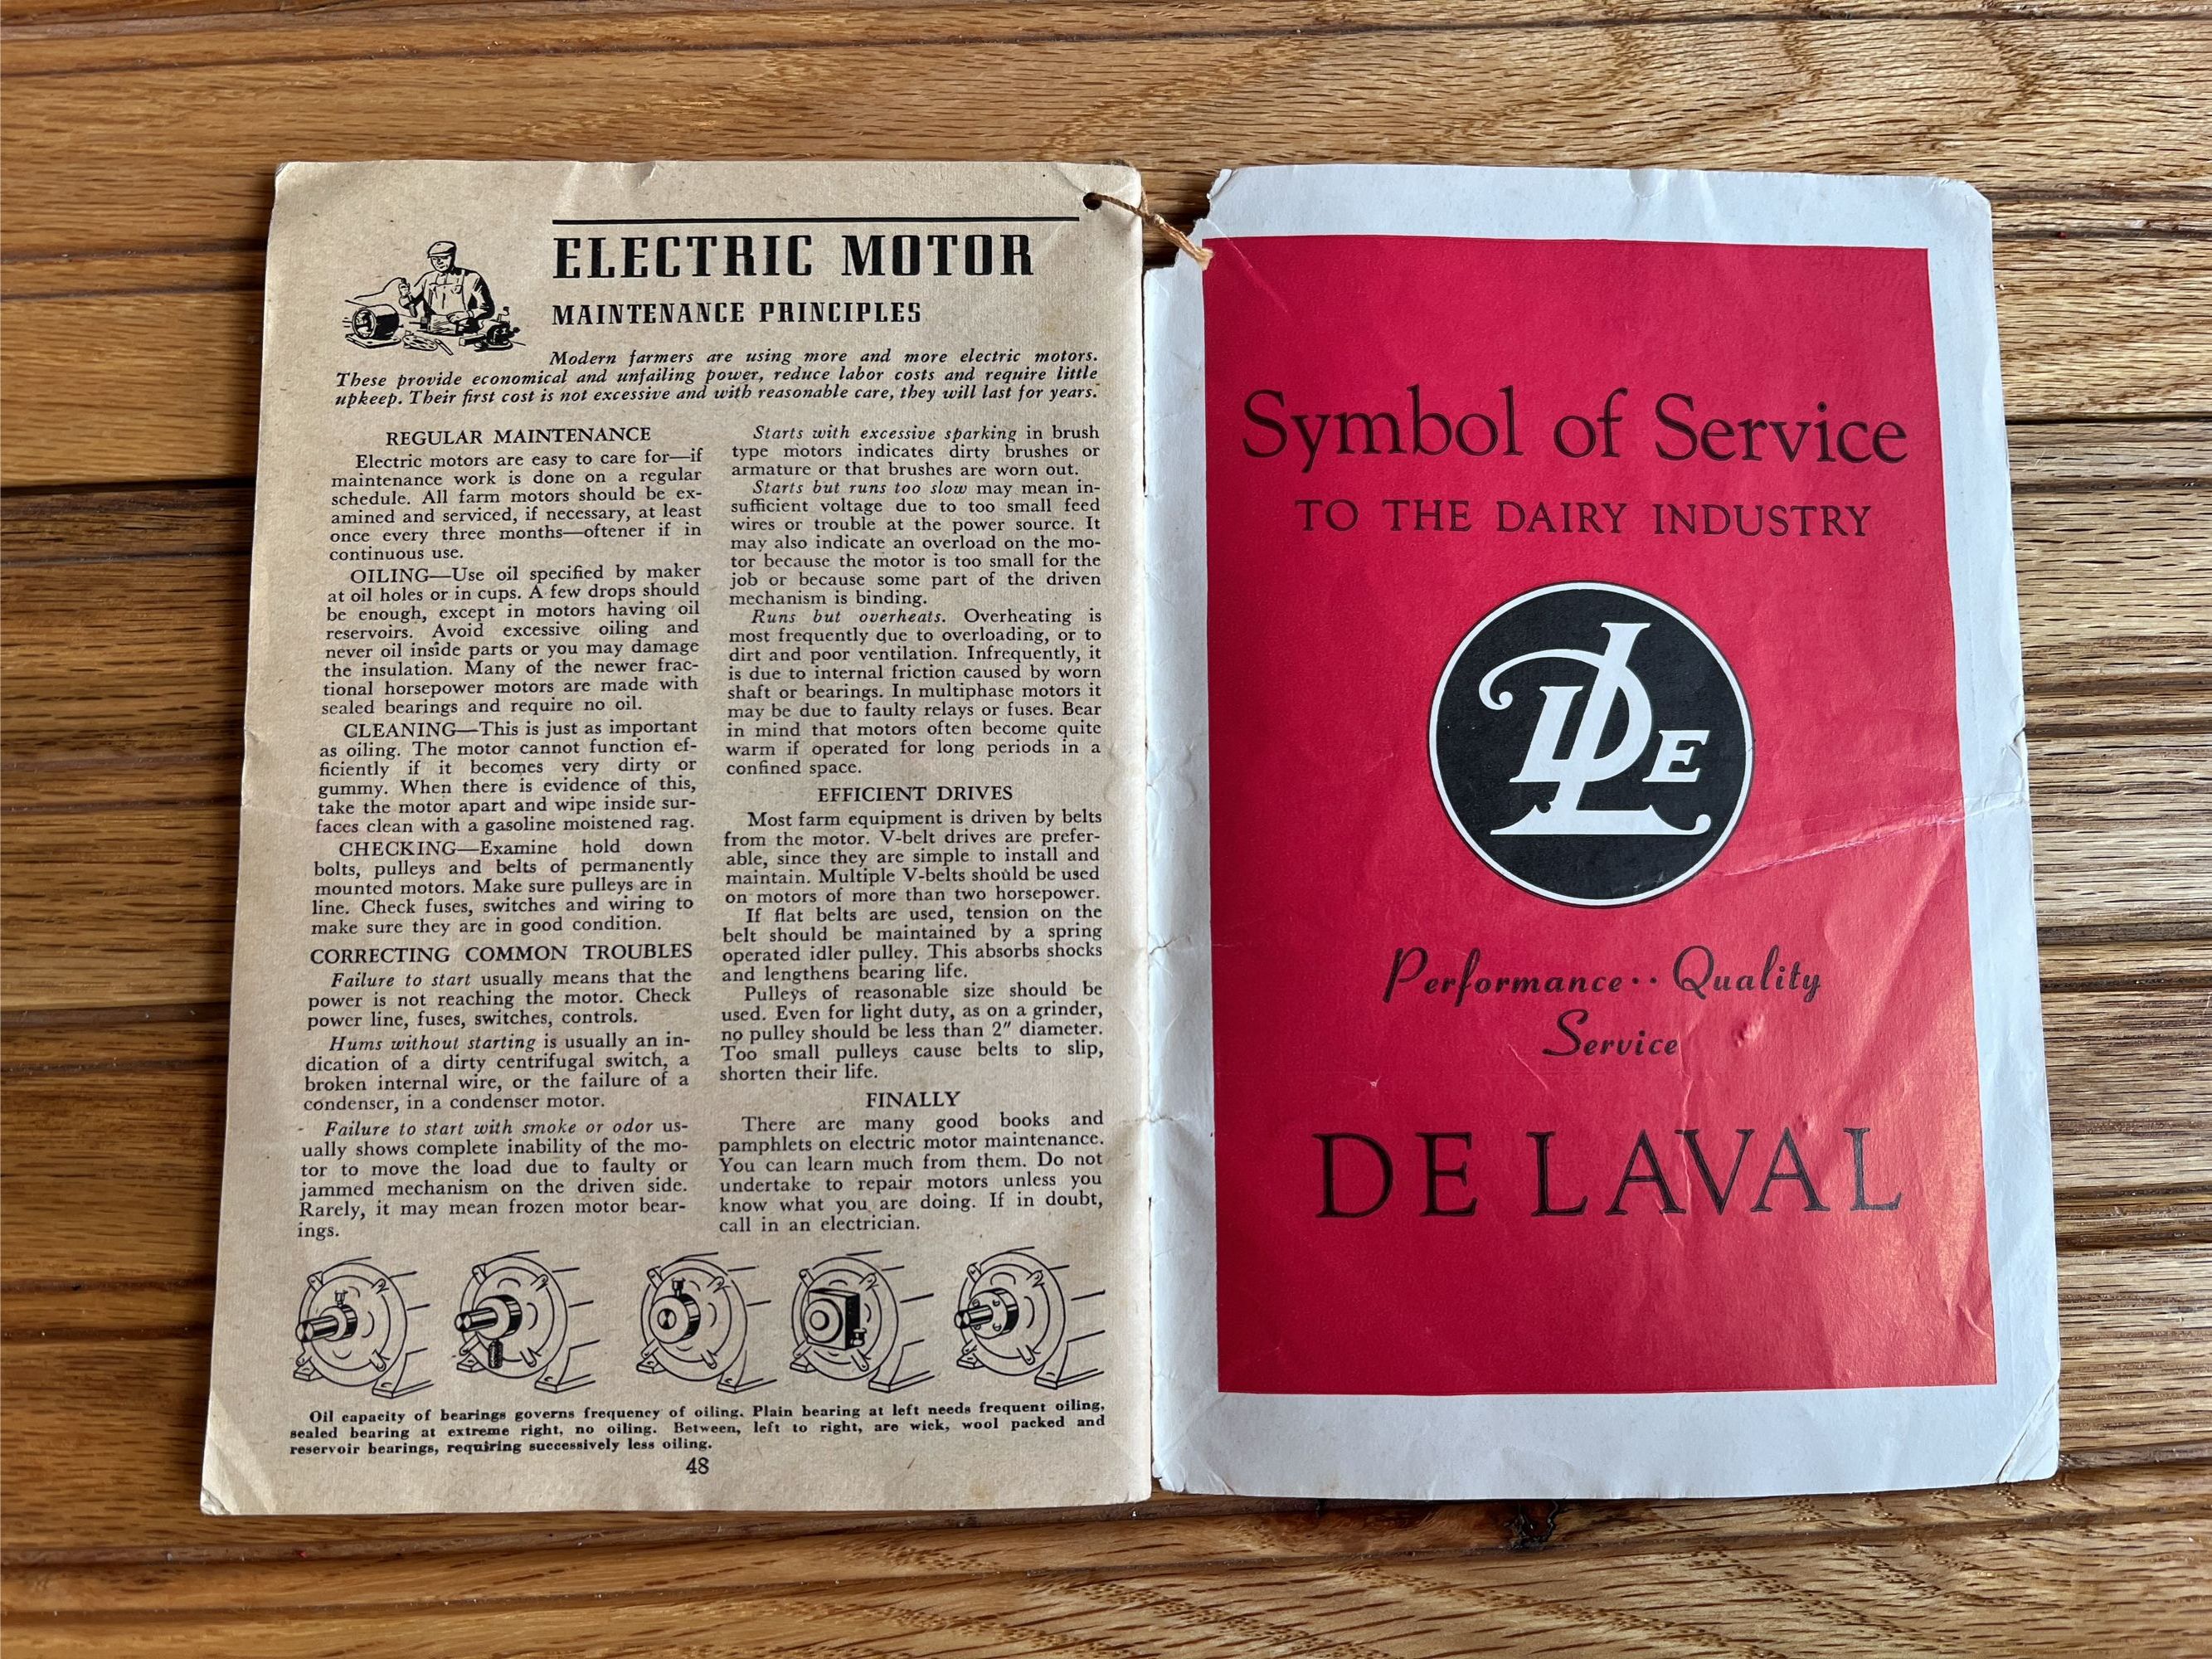 ELECTRIC MOTOR
MAINTENANCE PRINCIPLES
Modern farmers are using more and more electric motors.
These provide economical and unfailing power, reduce labor costs and require little
upkeep. Their first cost is not excessive and with reasonable care, they will last for years.
REGULAR MAINTENANCE
Electric motors are easy to care for—if
maintenance work is done on a regular
schedule. All farm motors should be ex-
amined and serviced, if necessary, at least
once every three months—oftener if in
continuous use.
OILING—Use oil specified by maker
at oil holes or in cups. A few drops should
be enough, except in motors having oil
reservoirs. Avoid excessive oiling and
never oil inside parts or you may damage
the insulation. Many of the newer frac-
tional horsepower motors are made with
sealed bearings and require no oil.
CLEANING—This is just as important
as oiling. The motor cannot function ef-
ficiently if it becomes very dirty or
gummy. When there is evidence of this,
take the motor apart and wipe inside sur-
faces clean with a gasoline moistened rag.
CHECKING—Examine hold down
bolts, pulleys and belts of permanently
mounted motors. Make sure pulleys are in
line. Check fuses, switches and wiring to
make sure they are in good condition.
CORRECTING COMMON TROUBLES
Failure to start usually means that the
power is not reaching the motor. Check
power line, fuses, switches, controls.
Hums without starting is usually an in-
dication of a dirty centrifugal switch, a
broken internal wire, or the failure of a
condenser, in a condenser motor.
Failure to start with smoke or odor us-
ually shows complete inability of the mo-
tor to move the load due to faulty or
jammed mechanism on the driven side.
Rarely, it may mean frozen motor bear-
ings.
Starts with excessive sparking in brush
type motors indicates dirty brushes or
armature or that brushes are worn out.
Starts but runs too slow may mean in-
sufficient voltage due to too small feed
wires or trouble at the power source. It
may also indicate an overload on the mo-
tor because the motor is too small for the
job or because some part of the driven
mechanism is binding.
Runs but overheats. Overheating is
most frequently due to overloading, or to
dirt and poor ventilation. Infrequently, it
is due to internal friction caused by worn
shaft or bearings. In multiphase motors it
may be due to faulty relays or fuses. Bear
in mind that motors often become quite
warm if operated for long periods in a
confined space.
EFFICIENT DRIVES
Most farm equipment is driven by belts
from the motor. V-belt drives are prefer-
able, since they are simple to install and
maintain. Multiple V-belts should be used
on motors of more than two horsepower.
If flat belts are used, tension on the
belt should be maintained by a spring
operated idler pulley. This absorbs shocks
and lengthens bearing life.
Pulleys of reasonable size should be
used. Even for light duty, as on a grinder,
no pulley should be less than 2″ diameter.
Too small pulleys cause belts to slip,
shorten their life.
FINALLY
There are many good books and
pamphlets on electric motor maintenance.
You can learn much from them. Do not
undertake to repair motors unless you
know what you are doing. If in doubt,
call in an electrician.
Oil capacity of bearings governs frequency of oiling. Plain bearing at left needs frequent oiling,
sealed bearing at extreme right, no oiling. Between, left to right, are wick, wool packed and
reservoir bearings, requiring successively less oiling.
48
Symbol of Service
TO THE DAIRY INDUSTRY
DLE
Performance·· Quality
Service
DE LAVAL